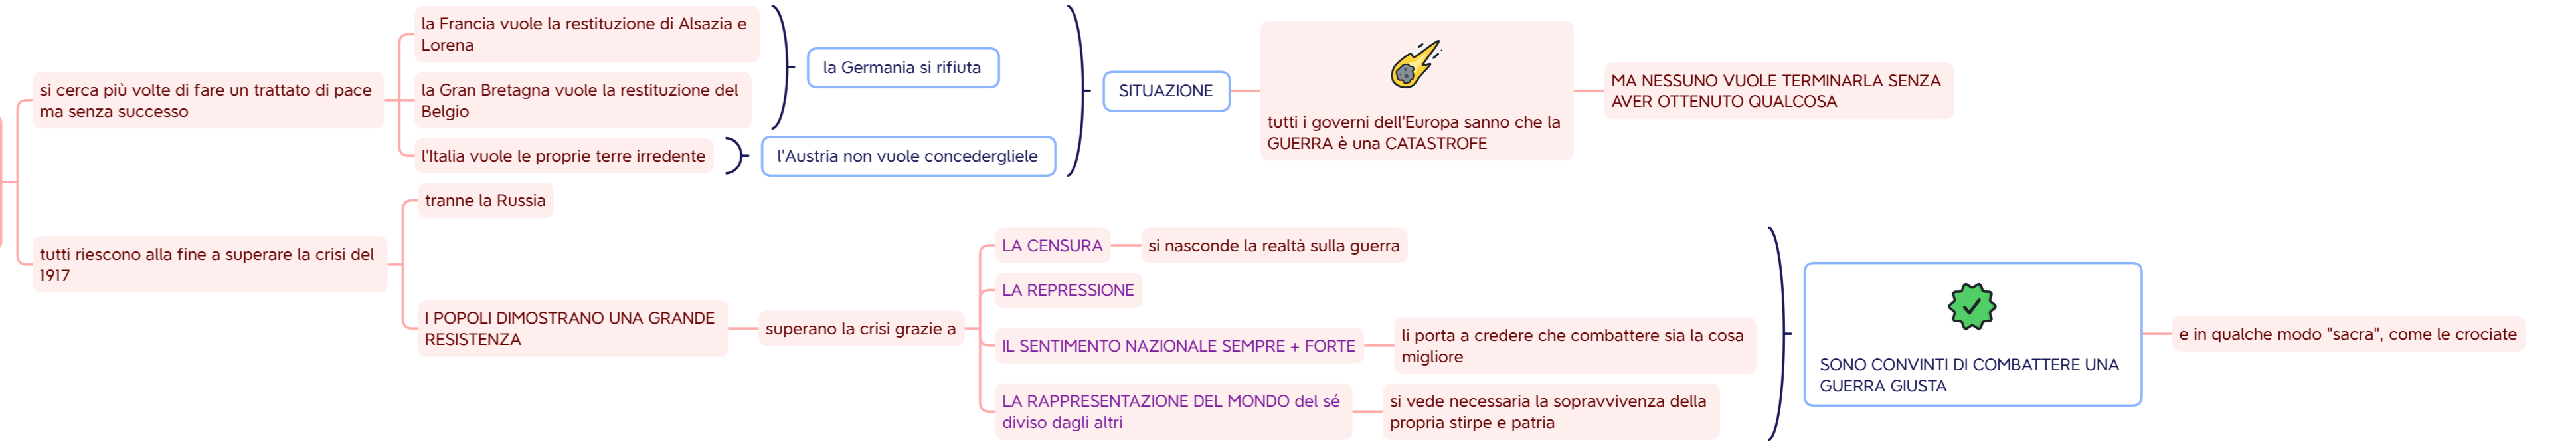 si cerca più volte di fare un trattato di pace
ma senza successo
la Francia vuole la restituzione di Alsazia e
Lorena
la Gran Bretagna vuole la restituzione del
Belgio
l'Italia vuole le proprie terre irredente
la Germania si rifiuta
l'Austria non vuole concedergliele
SITUAZIONE
tutti i governi dell'Europa sanno che la
GUERRA è una CATASTROFE
MA NESSUNO VUOLE TERMINARLA SENZA
AVER OTTENUTO QUALCOSA
tutti riescono alla fine a superare la crisi del
1917
tranne la Russia
I POPOLI DIMOSTRANO UNA GRANDE
RESISTENZA
superano la crisi grazie a
LA CENSURA
si nasconde la realtà sulla guerra
LA REPRESSIONE
IL SENTIMENTO NAZIONALE SEMPRE + FORTE
li porta a credere che combattere sia la cosa
migliore
LA RAPPRESENTAZIONE DEL MONDO del sé
diviso dagli altri
si vede necessaria la sopravvivenza della
propria stirpe e patria
SONO CONVINTI DI COMBATTERE UNA
GUERRA GIUSTA
e in qualche modo "sacra", come le crociate